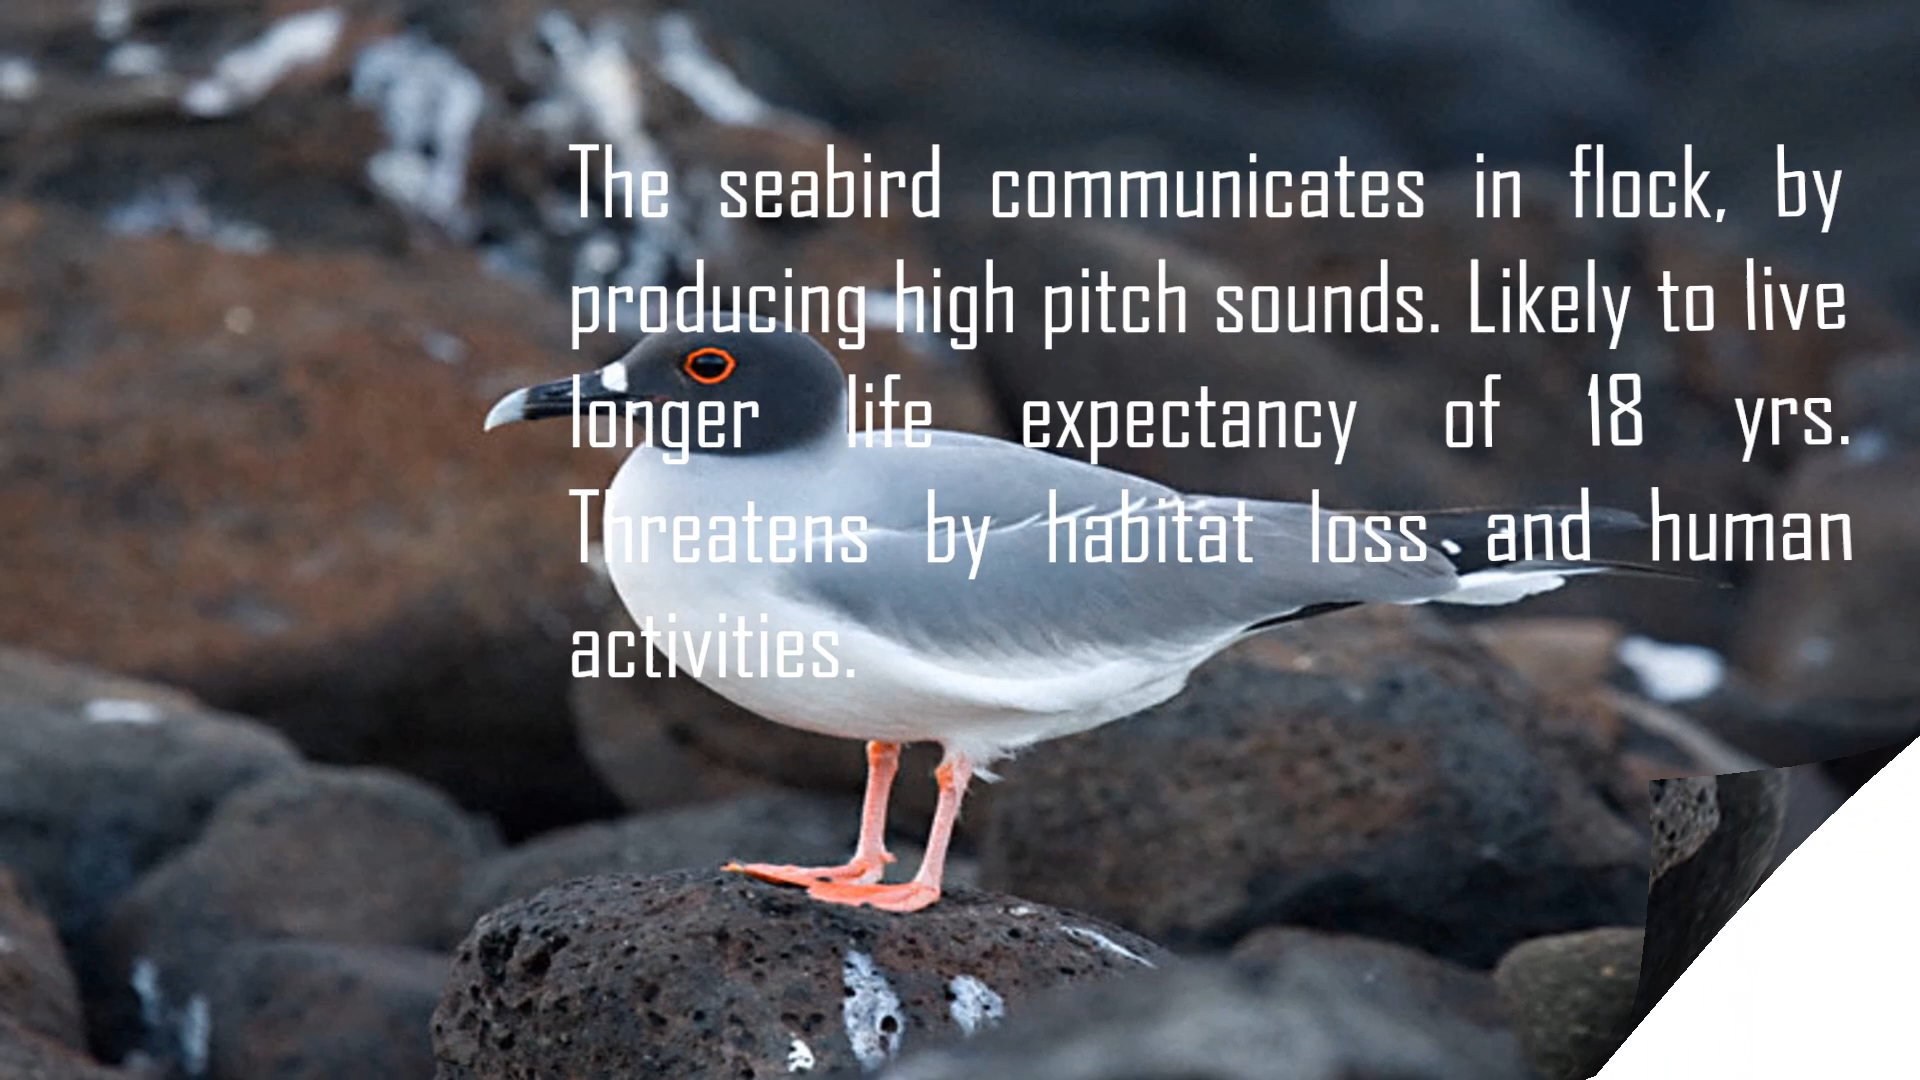 The seabird communicates in flock, by
producing high pitch sounds. Likely to live
longer life expectancy of 18 yrs.
Threatens by habitat loss and human
activities.